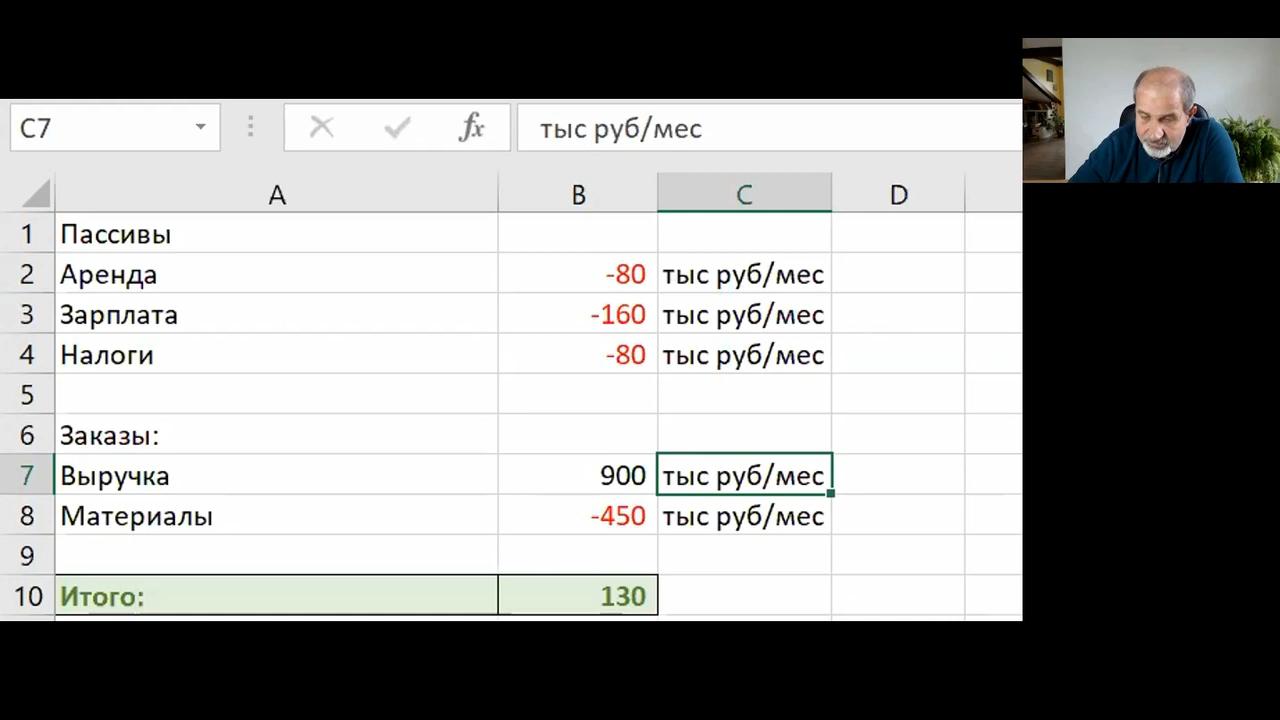 C7 fx тыс руб/мес
A B C D
1 Пассивы
2 Аренда -80 тыс руб/мес
3 Зарплата -160 тыс руб/мес
4 Налоги -80 тыс руб/мес
5
6 Заказы:
7 Выручка 900 тыс руб/мес
8 Материалы -450 тыс руб/мес
9
10 Итого: 130